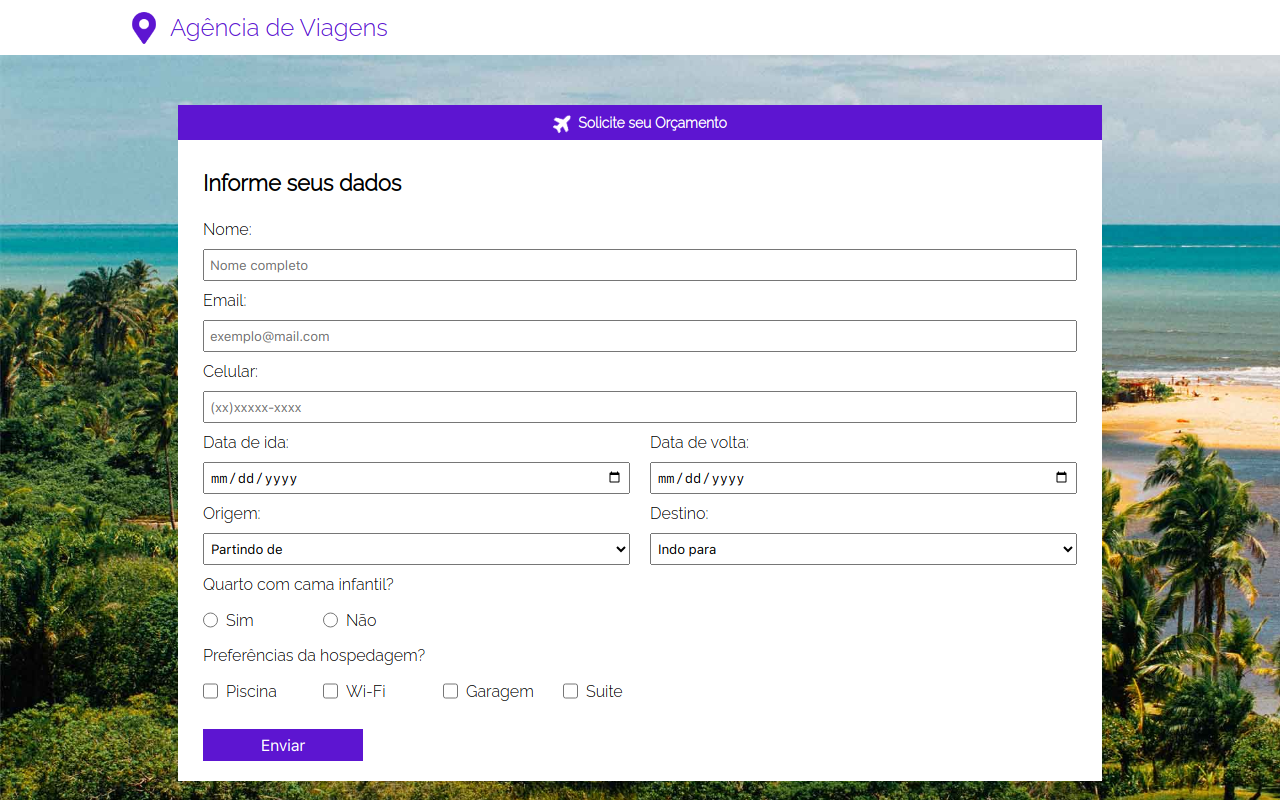 Agência de Viagens
Solicite seu Orçamento
Informe seus dados
Nome:
Nome completo
Email:
exemplo@mail.com
Celular:
(xx)xxxxx-xxxx
Data de ida: Data de volta:
mm/dd/yyyy mm/dd/yyyy
Origem: Destino:
Partindo de Indo para
Quarto com cama infantil?
Sim Não
Preferências da hospedagem?
Piscina Wi-Fi Garagem Suite
Enviar